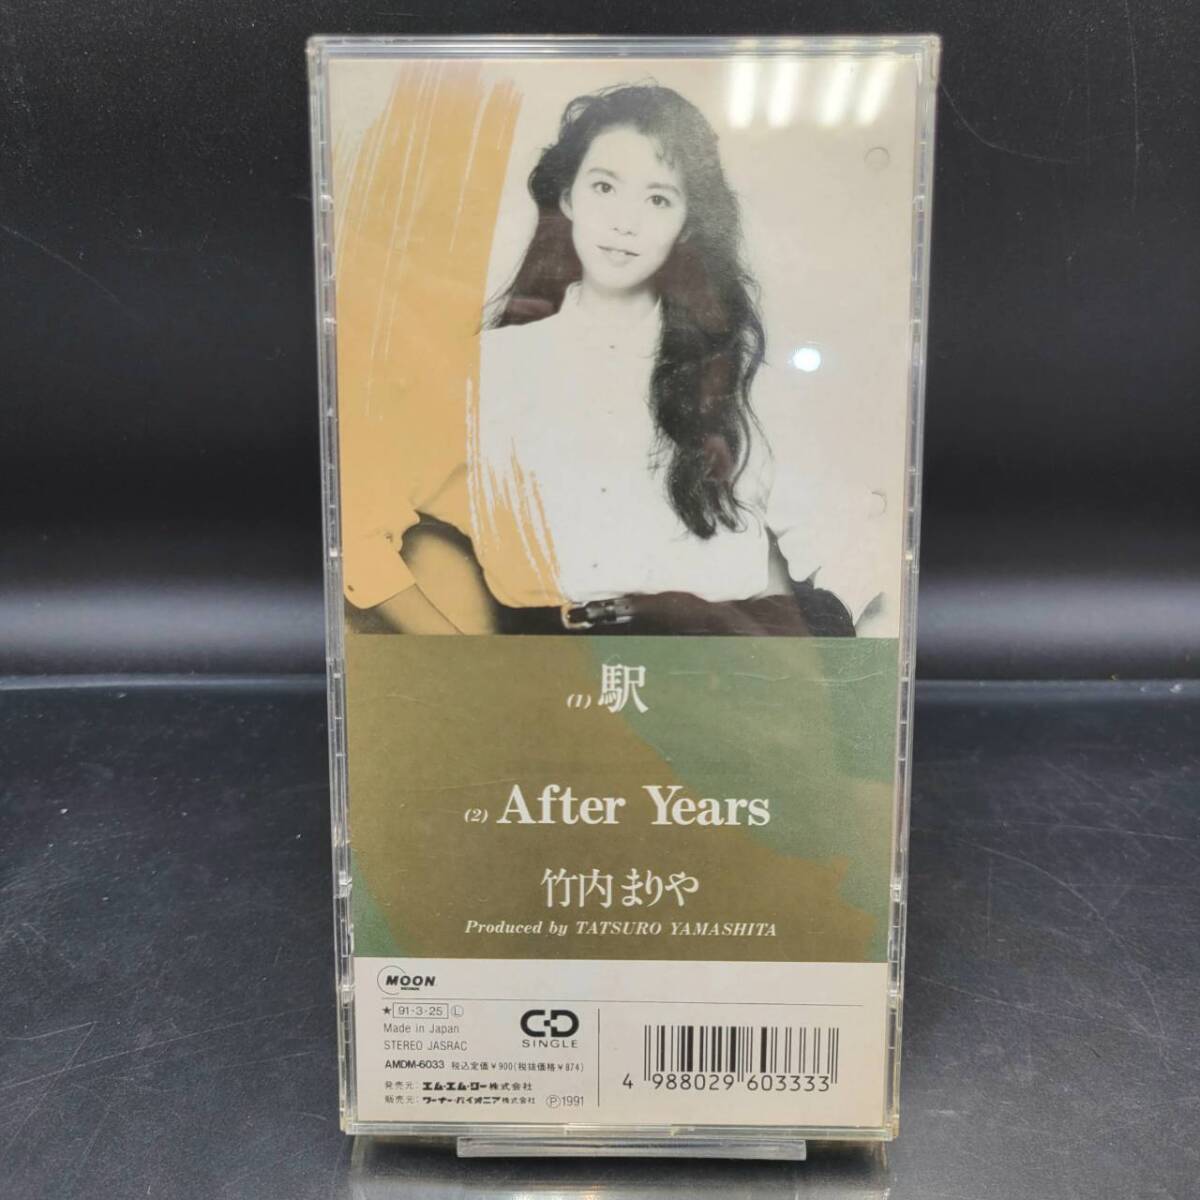 (1) 駅
(2) After Years
竹内まりや
Produced by TATSURO YAMASHITA
MOON
RECORDS
★ 91・3・25 Ⓛ
Made in Japan
STEREO JASRAC
CD
SINGLE
AMDM-6033 税込定価¥900(税抜価格¥874)
発売元: エム・エム・ジー株式会社
販売元: ワーナー・パイオニア株式会社 Ⓟ1991
4 988029 603333